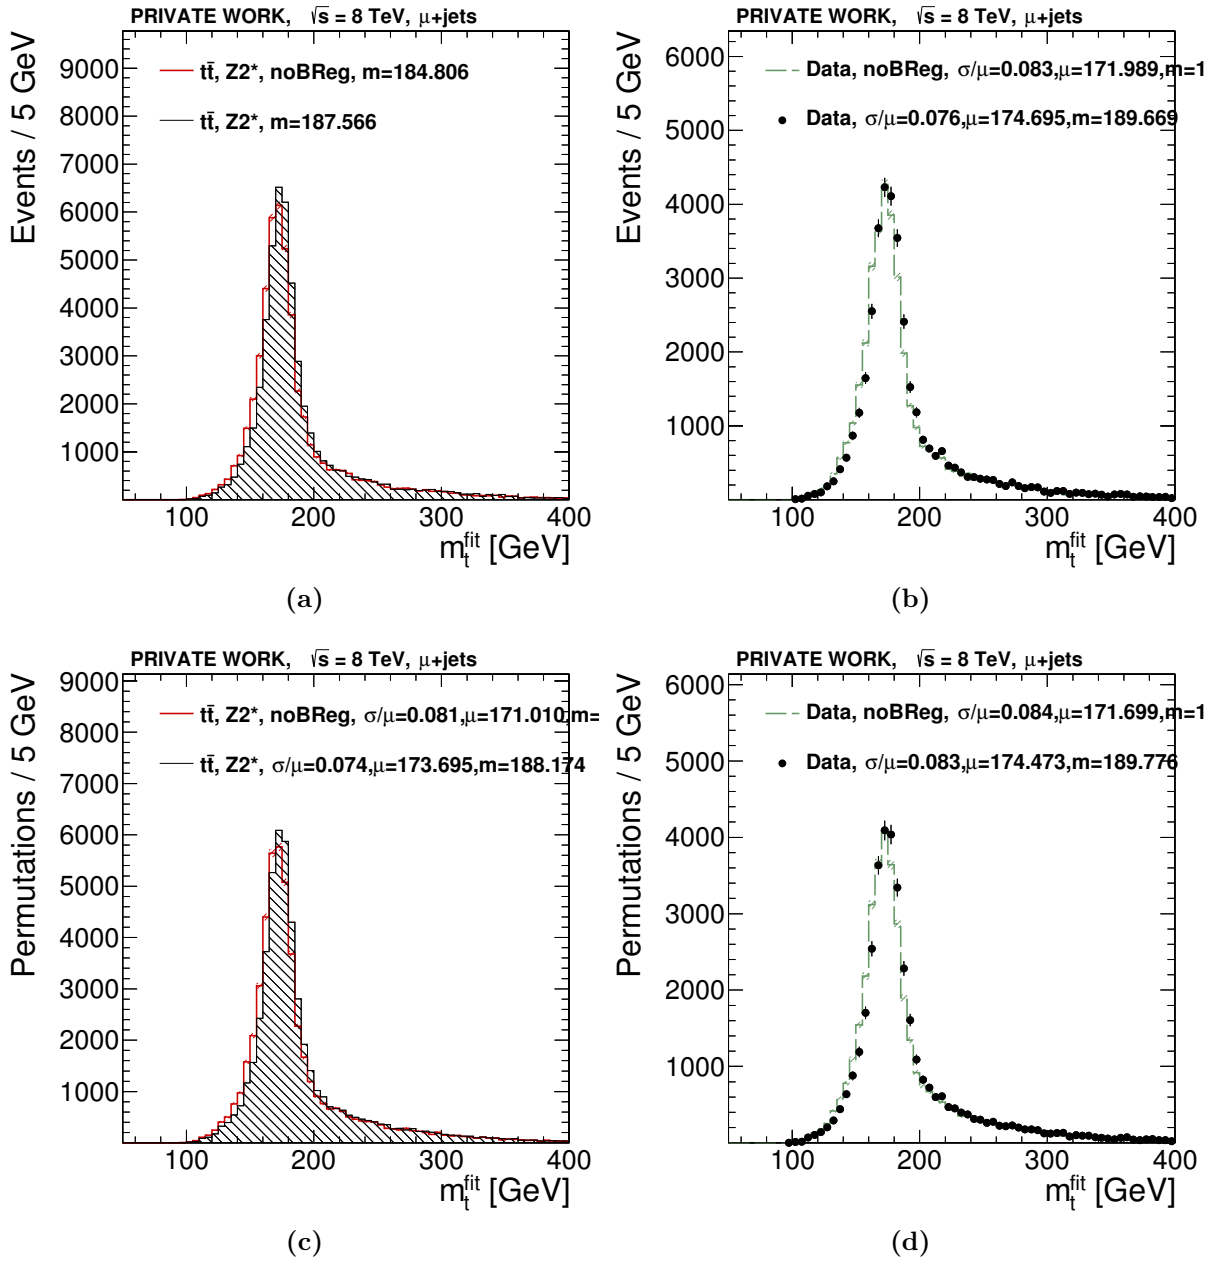 PRIVATE WORK, √s = 8 TeV, μ+jets
Events / 5 GeV
tt̄, Z2*, noBReg, m=184.806
tt̄, Z2*, m=187.566
9000
8000
7000
6000
5000
4000
3000
2000
1000
100 200 300 400
m_t^fit [GeV]
(a)
PRIVATE WORK, √s = 8 TeV, μ+jets
Events / 5 GeV
Data, noBReg, σ/μ=0.083,μ=171.989,m=1
Data, σ/μ=0.076,μ=174.695,m=189.669
6000
5000
4000
3000
2000
1000
100 200 300 400
m_t^fit [GeV]
(b)
PRIVATE WORK, √s = 8 TeV, μ+jets
Permutations / 5 GeV
tt̄, Z2*, noBReg, σ/μ=0.081,μ=171.010,m=
tt̄, Z2*, σ/μ=0.074,μ=173.695,m=188.174
9000
8000
7000
6000
5000
4000
3000
2000
1000
100 200 300 400
m_t^fit [GeV]
(c)
PRIVATE WORK, √s = 8 TeV, μ+jets
Permutations / 5 GeV
Data, noBReg, σ/μ=0.084,μ=171.699,m=1
Data, σ/μ=0.083,μ=174.473,m=189.776
6000
5000
4000
3000
2000
1000
100 200 300 400
m_t^fit [GeV]
(d)